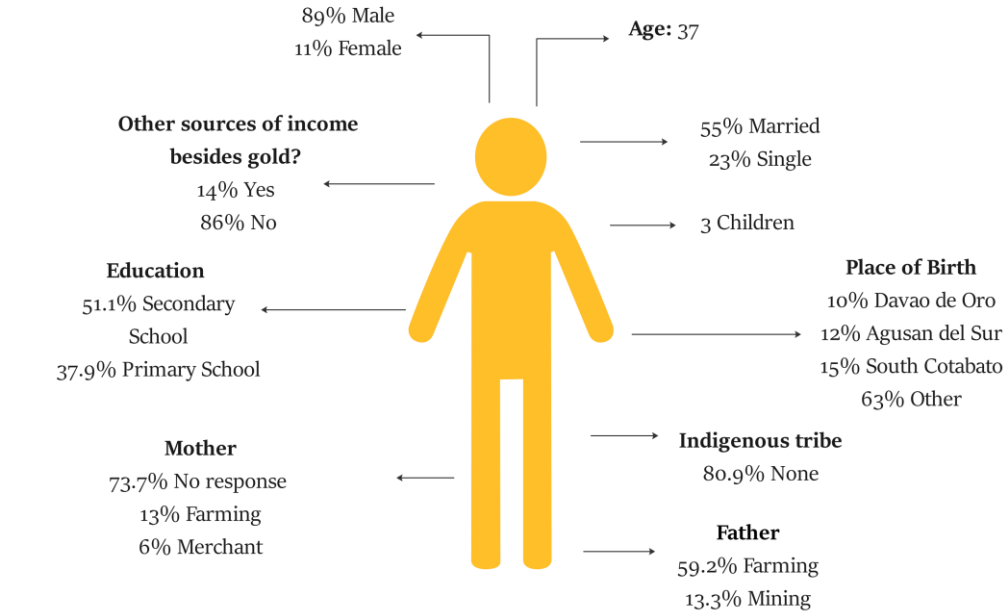 89% Male
11% Female
Age: 37
Other sources of income
besides gold?
14% Yes
86% No
55% Married
23% Single
3 Children
Education
51.1% Secondary
School
37.9% Primary School
Place of Birth
10% Davao de Oro
12% Agusan del Sur
15% South Cotabato
63% Other
Mother
73.7% No response
13% Farming
6% Merchant
Indigenous tribe
80.9% None
Father
59.2% Farming
13.3% Mining